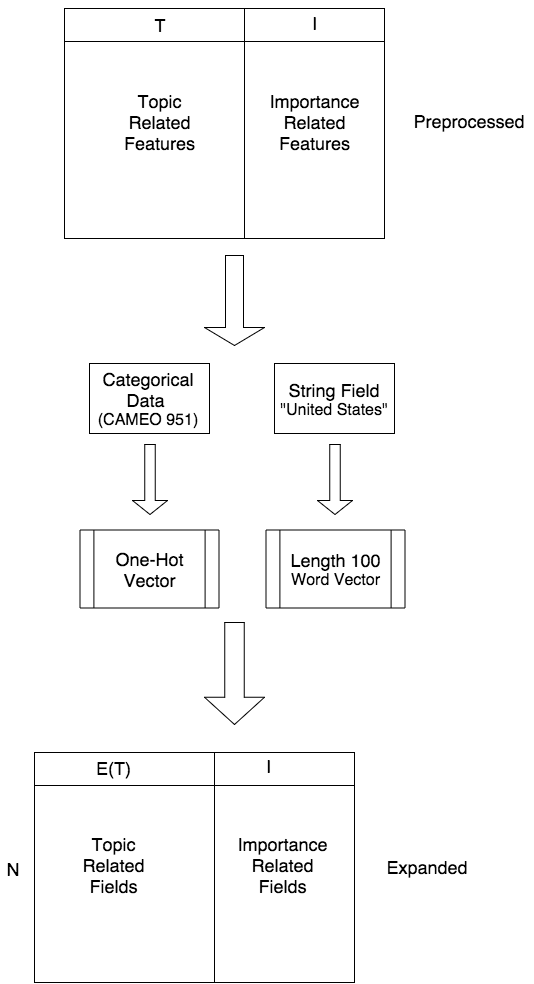 T
I
Topic
Related
Features
Importance
Related
Features
Preprocessed
Categorical
Data
(CAMEO 951)
String Field
"United States"
One-Hot
Vector
Length 100
Word Vector
E(T)
I
N
Topic
Related
Fields
Importance
Related
Fields
Expanded